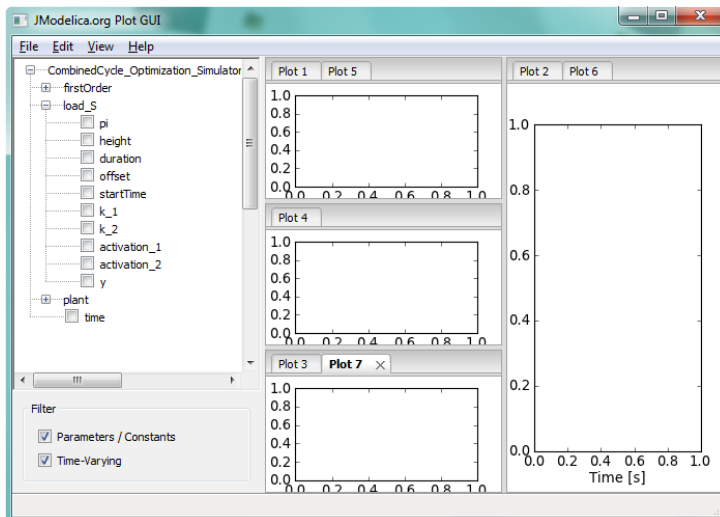 JModelica.org Plot GUI
File Edit View Help
CombinedCycle_Optimization_Simulator
firstOrder
load_S
pi
height
duration
offset
startTime
k_1
k_2
activation_1
activation_2
y
plant
time
Filter
Parameters / Constants
Time-Varying
Plot 1 Plot 5
1.0
0.8
0.6
0.4
0.2
0.0
0.0 0.2 0.4 0.6 0.8 1.0
Plot 4
1.0
0.8
0.6
0.4
0.2
0.0
0.0 0.2 0.4 0.6 0.8 1.0
Plot 3 Plot 7
1.0
0.8
0.6
0.4
0.2
0.0
0.0 0.2 0.4 0.6 0.8 1.0
Plot 2 Plot 6
1.0
0.8
0.6
0.4
0.2
0.0
0.0 0.2 0.4 0.6 0.8 1.0
Time [s]